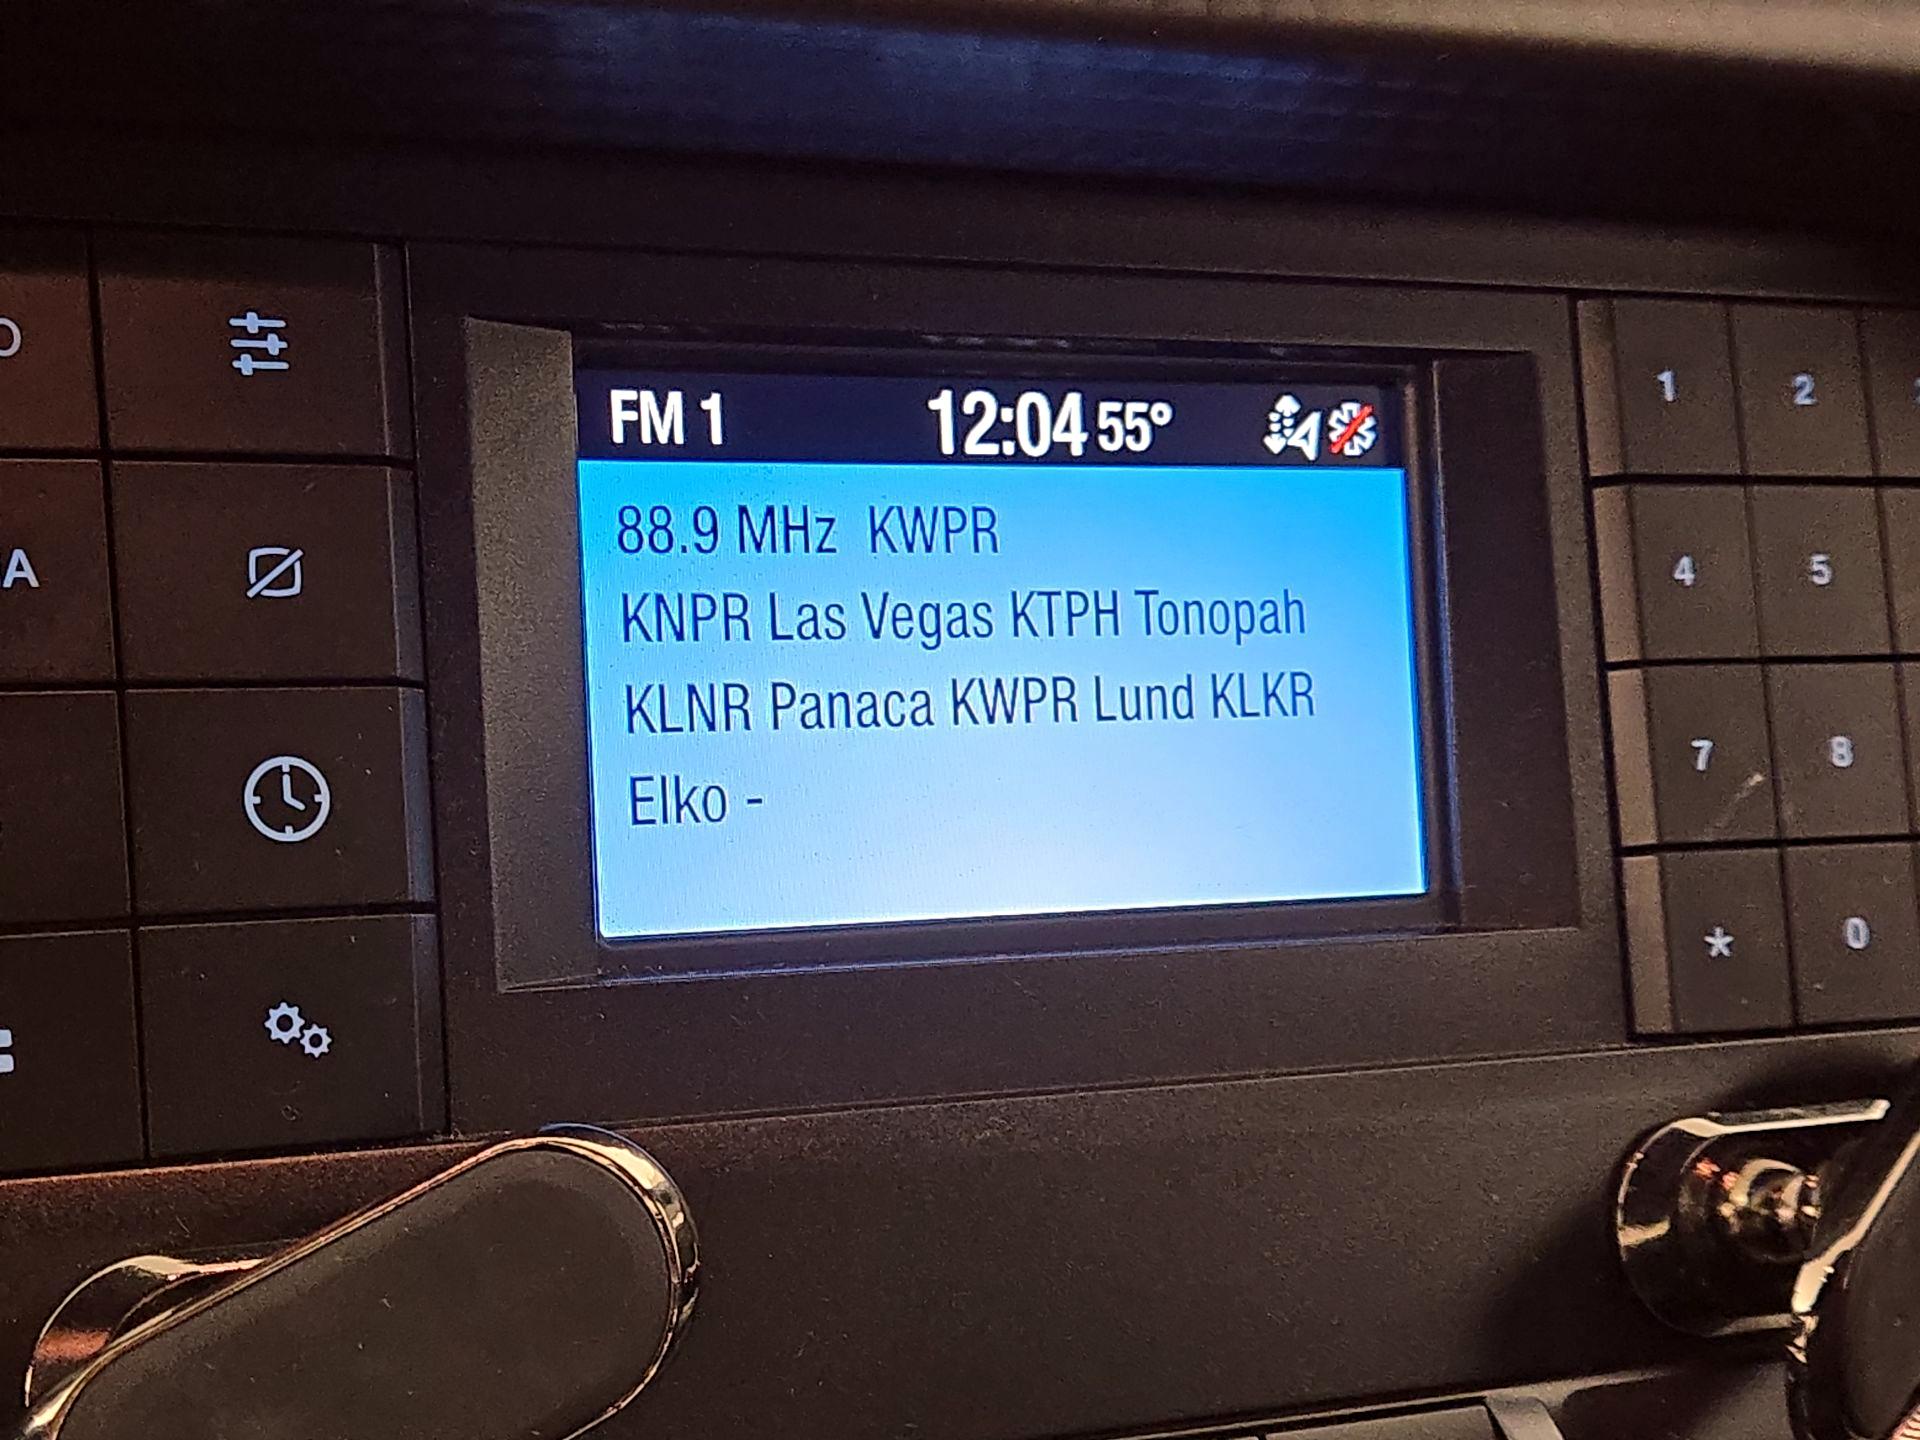 FM 1 12:04 55°
88.9 MHz KWPR
KNPR Las Vegas KTPH Tonopah
KLNR Panaca KWPR Lund KLKR
Elko -
A
1 2
4 5
7 8
* 0